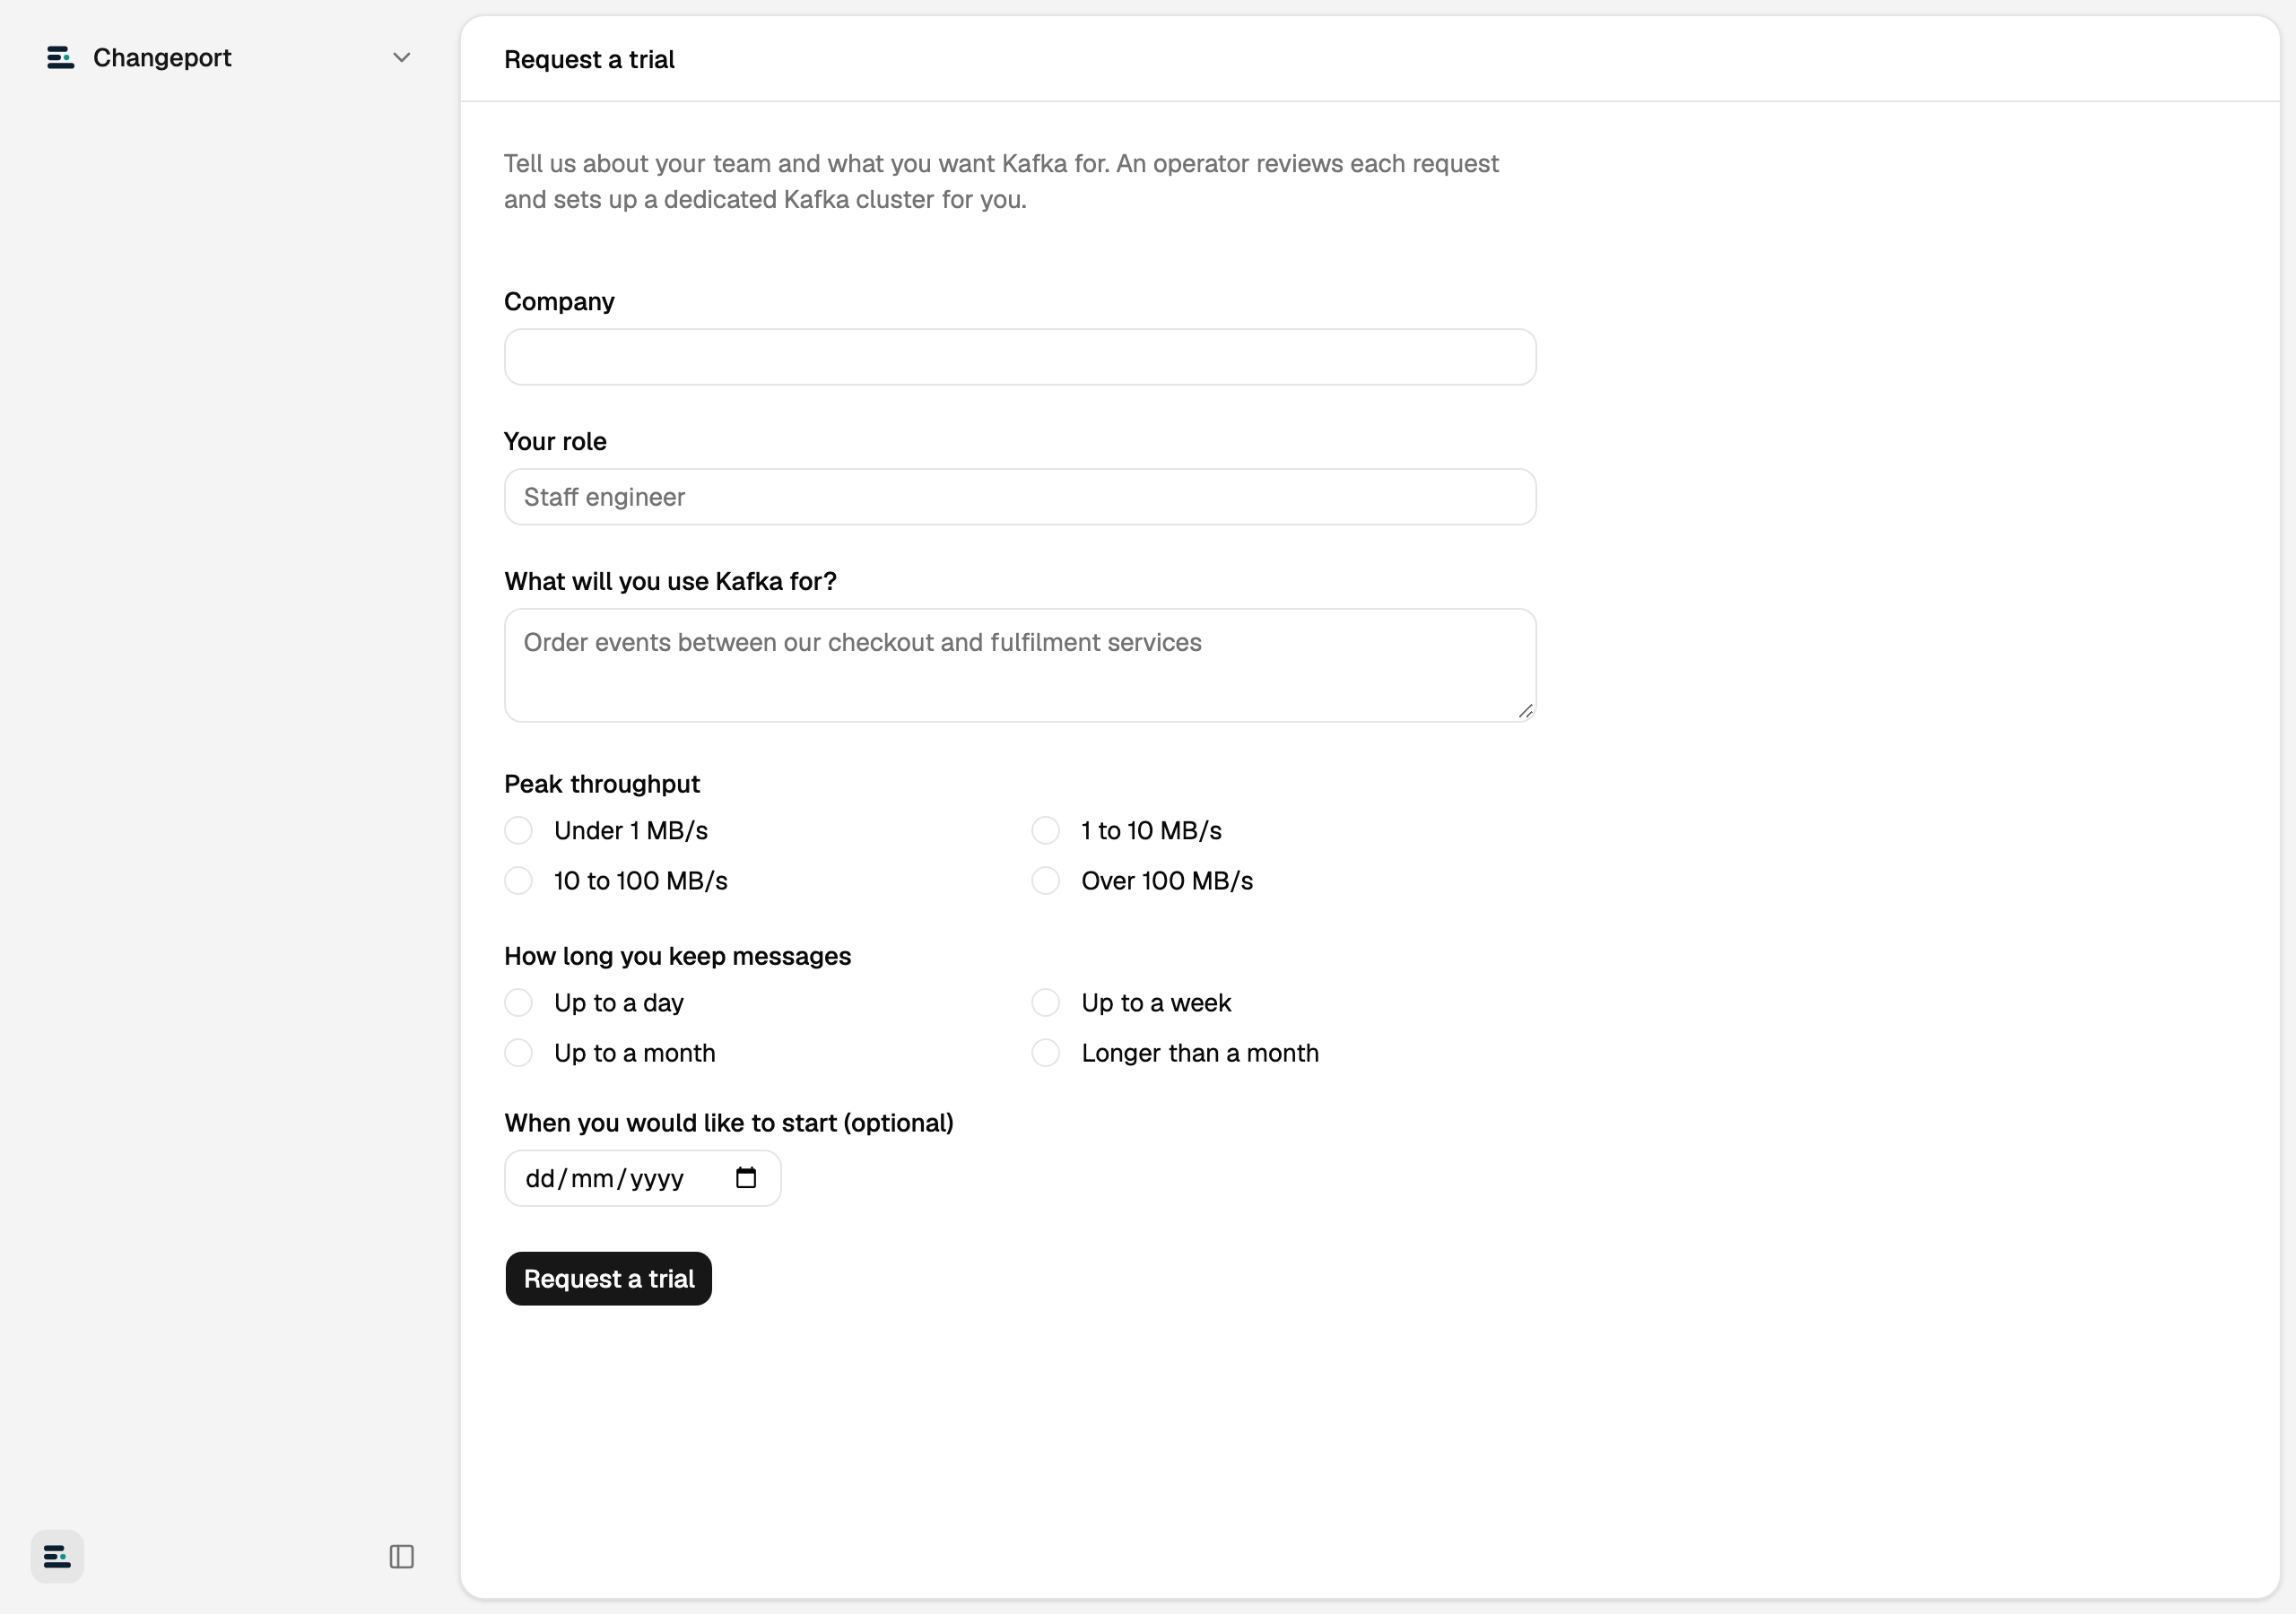 Changeport
Request a trial
Tell us about your team and what you want Kafka for. An operator reviews each request
and sets up a dedicated Kafka cluster for you.
Company
Your role
Staff engineer
What will you use Kafka for?
Order events between our checkout and fulfilment services
Peak throughput
Under 1 MB/s
1 to 10 MB/s
10 to 100 MB/s
Over 100 MB/s
How long you keep messages
Up to a day
Up to a week
Up to a month
Longer than a month
When you would like to start (optional)
dd/mm/yyyy
Request a trial